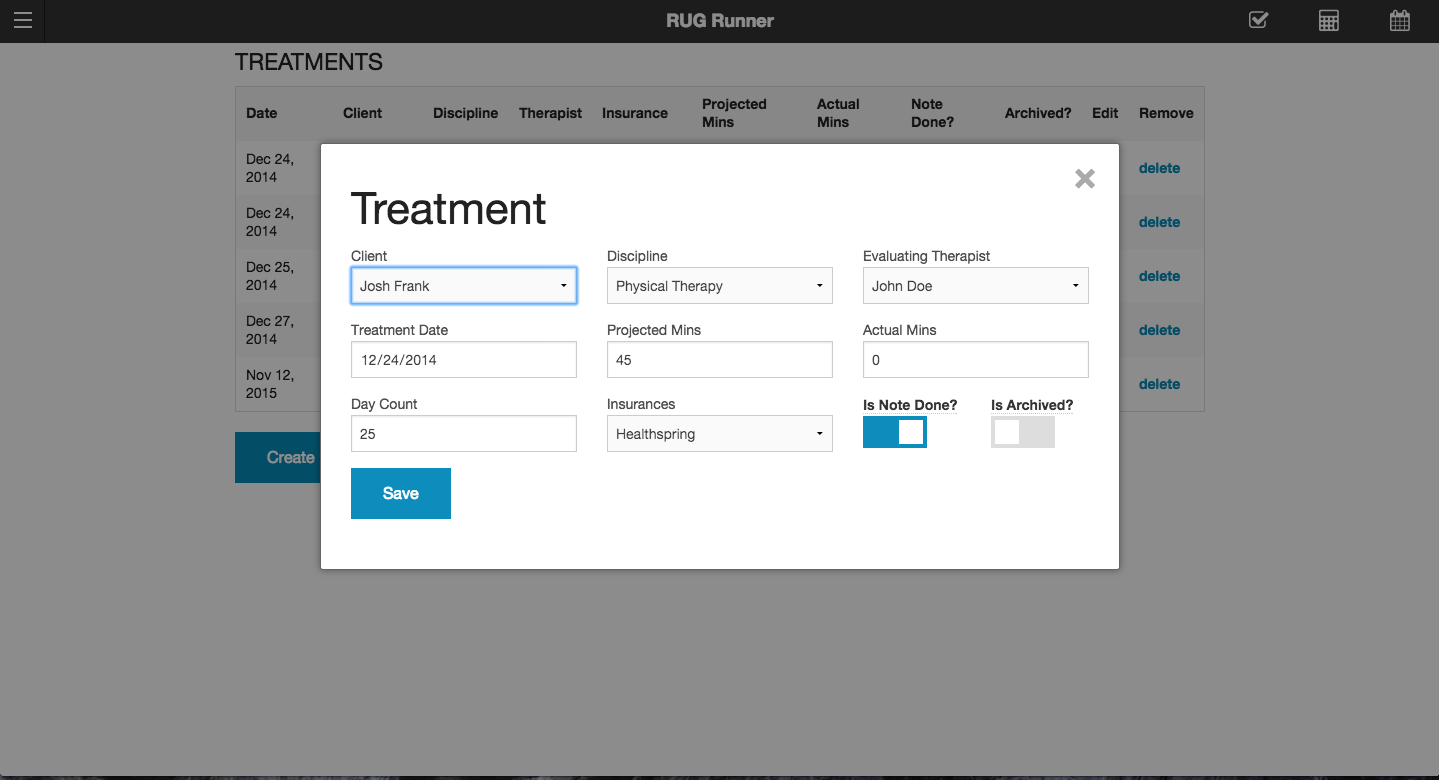 RUG Runner
TREATMENTS
Date Client Discipline Therapist Insurance Projected Mins Actual Mins Note Done? Archived? Edit Remove
Dec 24, 2014 delete
Dec 24, 2014 delete
Dec 25, 2014 delete
Dec 27, 2014 delete
Nov 12, 2015 delete
Create
Treatment
Client Discipline Evaluating Therapist
Josh Frank Physical Therapy John Doe
Treatment Date Projected Mins Actual Mins
12/24/2014 45 0
Day Count Insurances Is Note Done? Is Archived?
25 Healthspring
Save